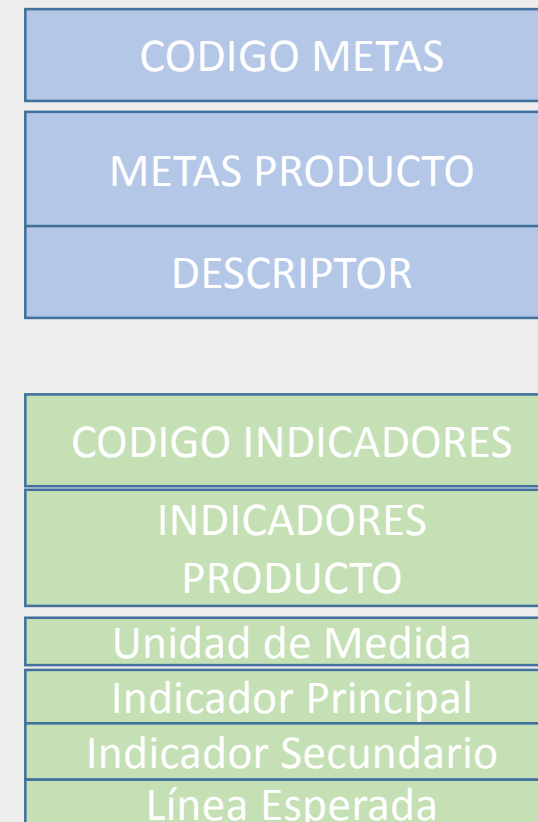 CODIGO METAS
METAS PRODUCTO
DESCRIPTOR
CODIGO INDICADORES
INDICADORES
PRODUCTO
Unidad de Medida
Indicador Principal
Indicador Secundario
Línea Esperada